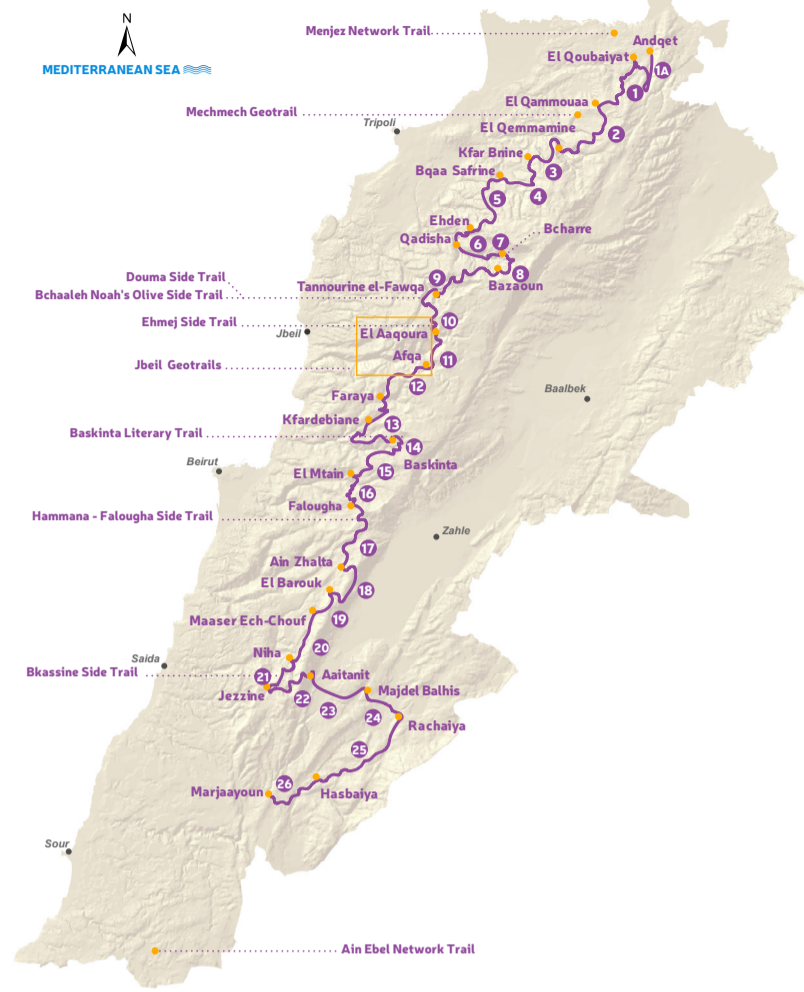 N
MEDITERRANEAN SEA
Menjez Network Trail
Andqet
El Qoubaiyat
1A
1
El Qammouaa
Mechmech Geotrail
Tripoli
El Qemmamine
2
Kfar Bnine
3
Bqaa Safrine
4
5
Ehden
Bcharre
Qadisha
6
7
8
Douma Side Trail
9
Tannourine el-Fawqa
Bazaoun
Bchaaleh Noah's Olive Side Trail
Ehmej Side Trail
10
Jbeil
El Aaqoura
Afqa
11
Jbeil Geotrails
12
Baalbek
Faraya
Kfardebiane
13
Baskinta Literary Trail
14
Beirut
Baskinta
El Mtain
15
16
Falougha
Hammana - Falougha Side Trail
Zahle
17
Ain Zhalta
El Barouk
18
Maaser Ech-Chouf
19
20
Niha
Saida
Bkassine Side Trail
21
Aaitanit
Jezzine
22
Majdel Balhis
23
24
Rachaiya
25
26
Marjaayoun
Hasbaiya
Sour
Ain Ebel Network Trail